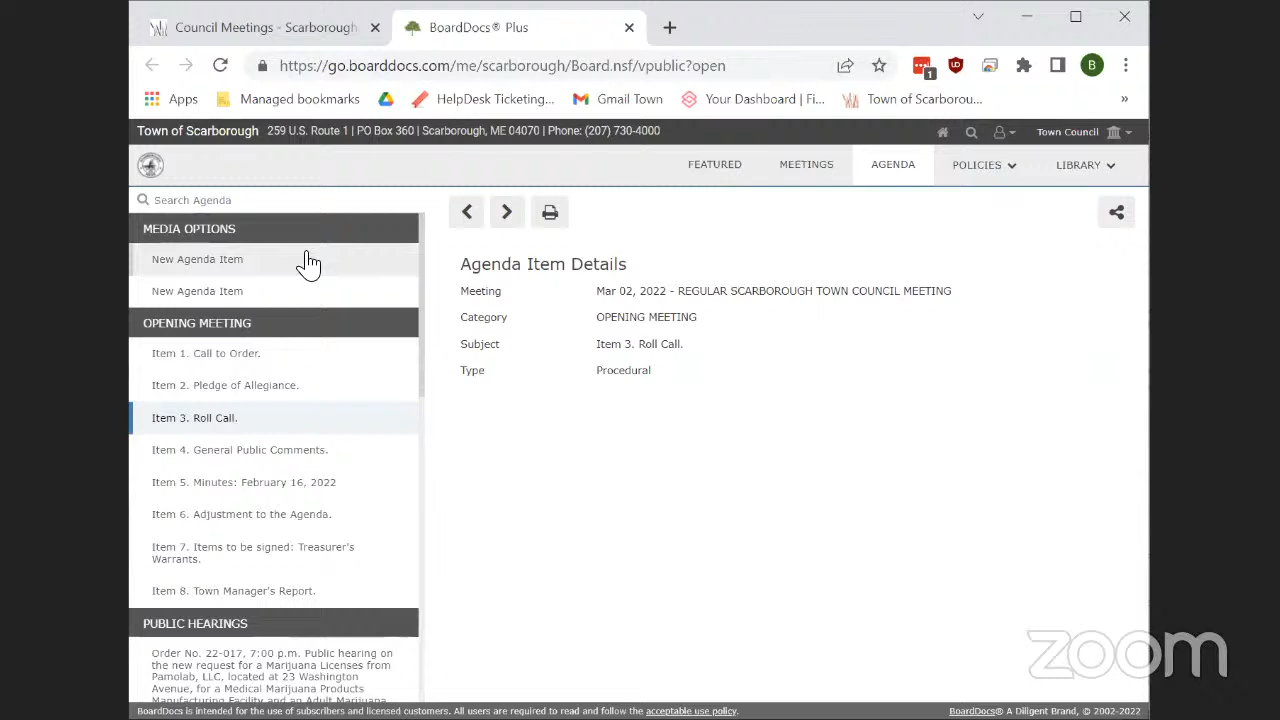 Council Meetings - Scarborough
BoardDocs® Plus
https://go.boarddocs.com/me/scarborough/Board.nsf/vpublic?open
1
B
Apps
Managed bookmarks
HelpDesk Ticketing...
Gmail Town
Your Dashboard | Fi...
Town of Scarborou...
»
Town of Scarborough 259 U.S. Route 1 | PO Box 360 | Scarborough, ME 04070 | Phone: (207) 730-4000
Town Council
FEATURED
MEETINGS
AGENDA
POLICIES
LIBRARY
Search Agenda
MEDIA OPTIONS
New Agenda Item
New Agenda Item
OPENING MEETING
Item 1. Call to Order.
Item 2. Pledge of Allegiance.
Item 3. Roll Call.
Item 4. General Public Comments.
Item 5. Minutes: February 16, 2022
Item 6. Adjustment to the Agenda.
Item 7. Items to be signed: Treasurer's
Warrants.
Item 8. Town Manager's Report.
PUBLIC HEARINGS
Order No. 22-017, 7:00 p.m. Public hearing on
the new request for a Marijuana Licenses from
Pamolab, LLC, located at 23 Washington
Avenue, for a Medical Marijuana Products
Manufacturing Facility and an Adult Marijuana
Agenda Item Details
Meeting
Mar 02, 2022 - REGULAR SCARBOROUGH TOWN COUNCIL MEETING
Category
OPENING MEETING
Subject
Item 3. Roll Call.
Type
Procedural
zoom
BoardDocs is intended for the use of subscribers and licensed customers. All users are required to read and follow the acceptable use policy.
BoardDocs® A Diligent Brand, © 2002-2022